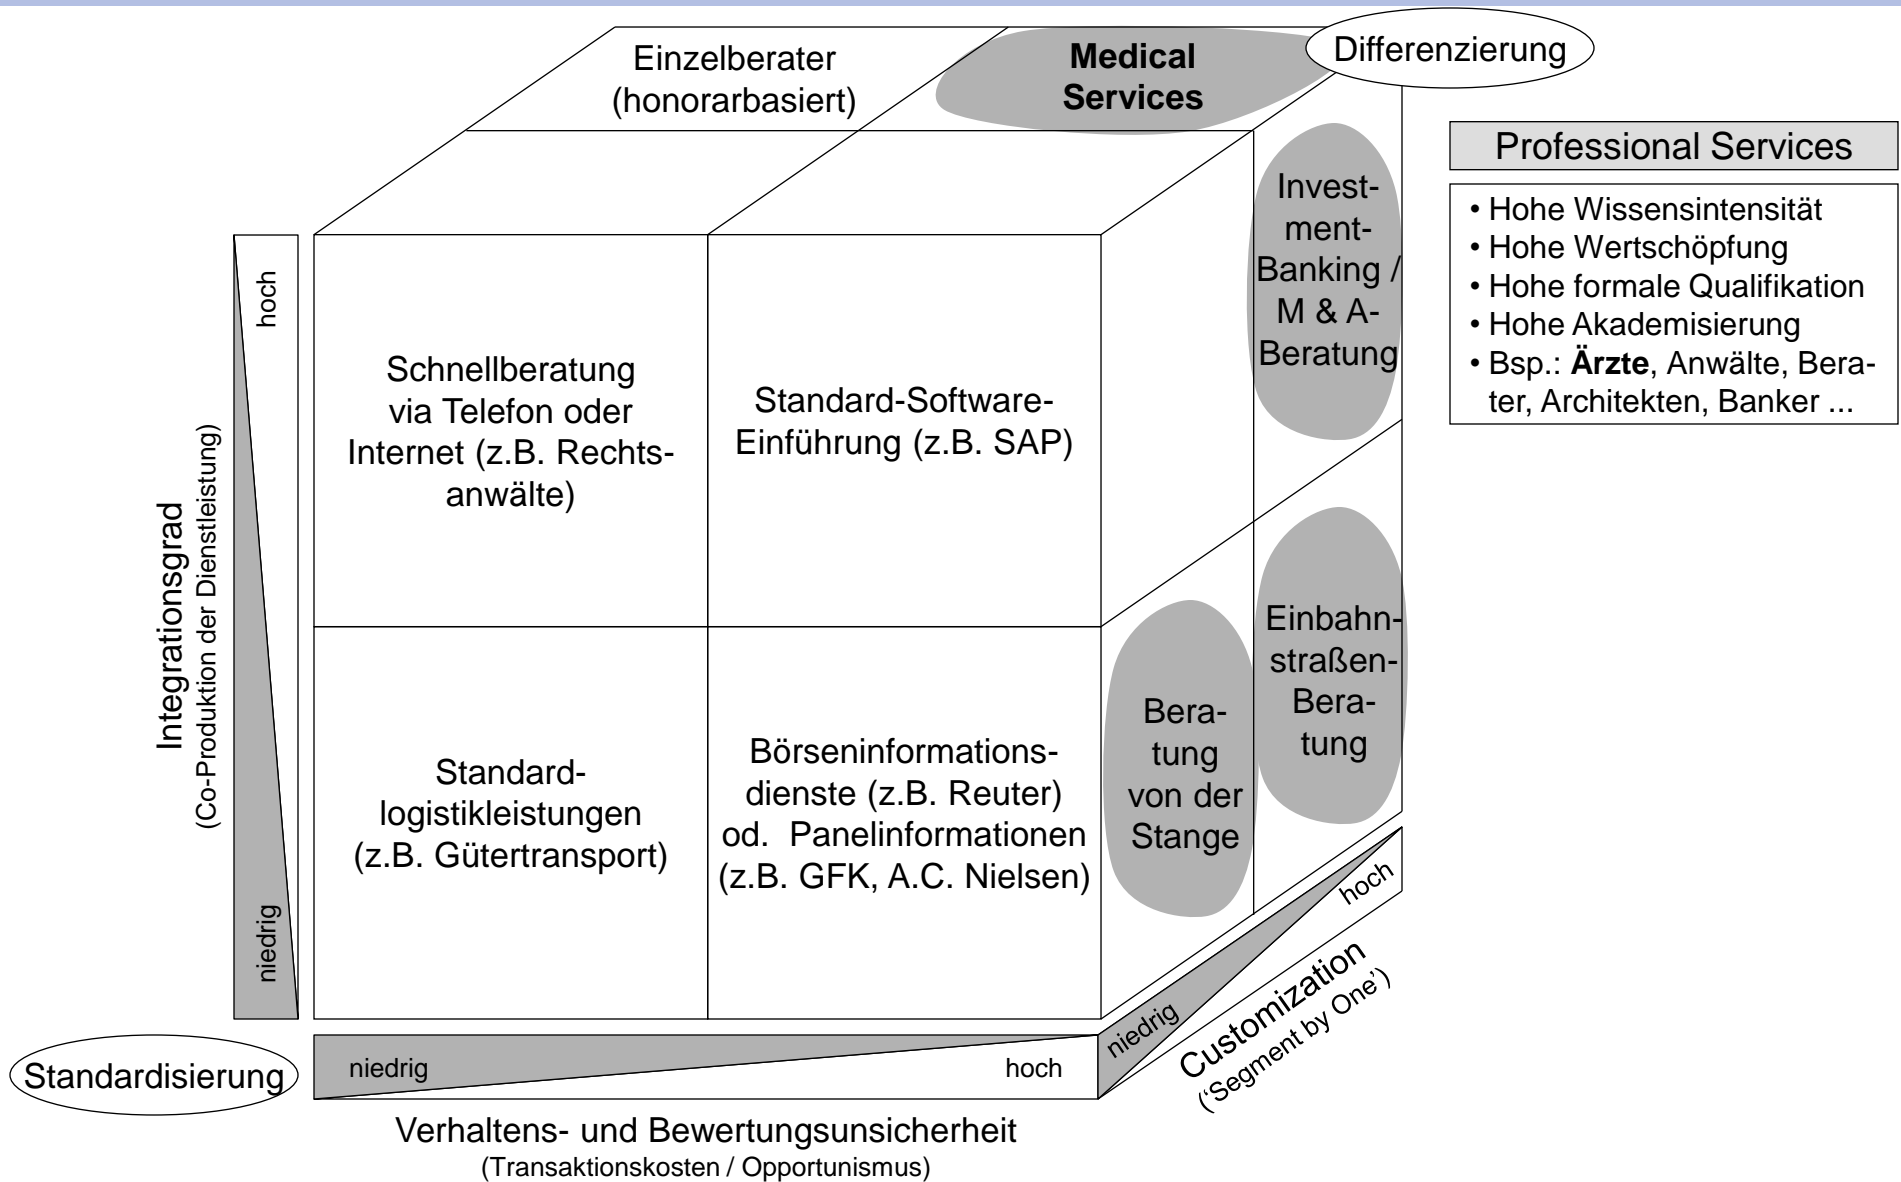 Differenzierung
Einzelberater
(honorarbasiert)
Medical
Services
Professional Services
• Hohe Wissensintensität
• Hohe Wertschöpfung
• Hohe formale Qualifikation
• Hohe Akademisierung
• Bsp.: Ärzte, Anwälte, Bera-
ter, Architekten, Banker ...
Invest-
ment-
Banking /
M & A-
Beratung
hoch
niedrig
Integrationsgrad
(Co-Produktion der Dienstleistung)
Schnellberatung
via Telefon oder
Internet (z.B. Rechts-
anwälte)
Standard-Software-
Einführung (z.B. SAP)
Einbahn-
straßen-
Bera-
tung
Bera-
tung
von der
Stange
Standard-
logistikleistungen
(z.B. Gütertransport)
Börseninformations-
dienste (z.B. Reuter)
od. Panelinformationen
(z.B. GFK, A.C. Nielsen)
hoch
niedrig
Customization
(‘Segment by One’)
Standardisierung
niedrig
hoch
Verhaltens- und Bewertungsunsicherheit
(Transaktionskosten / Opportunismus)